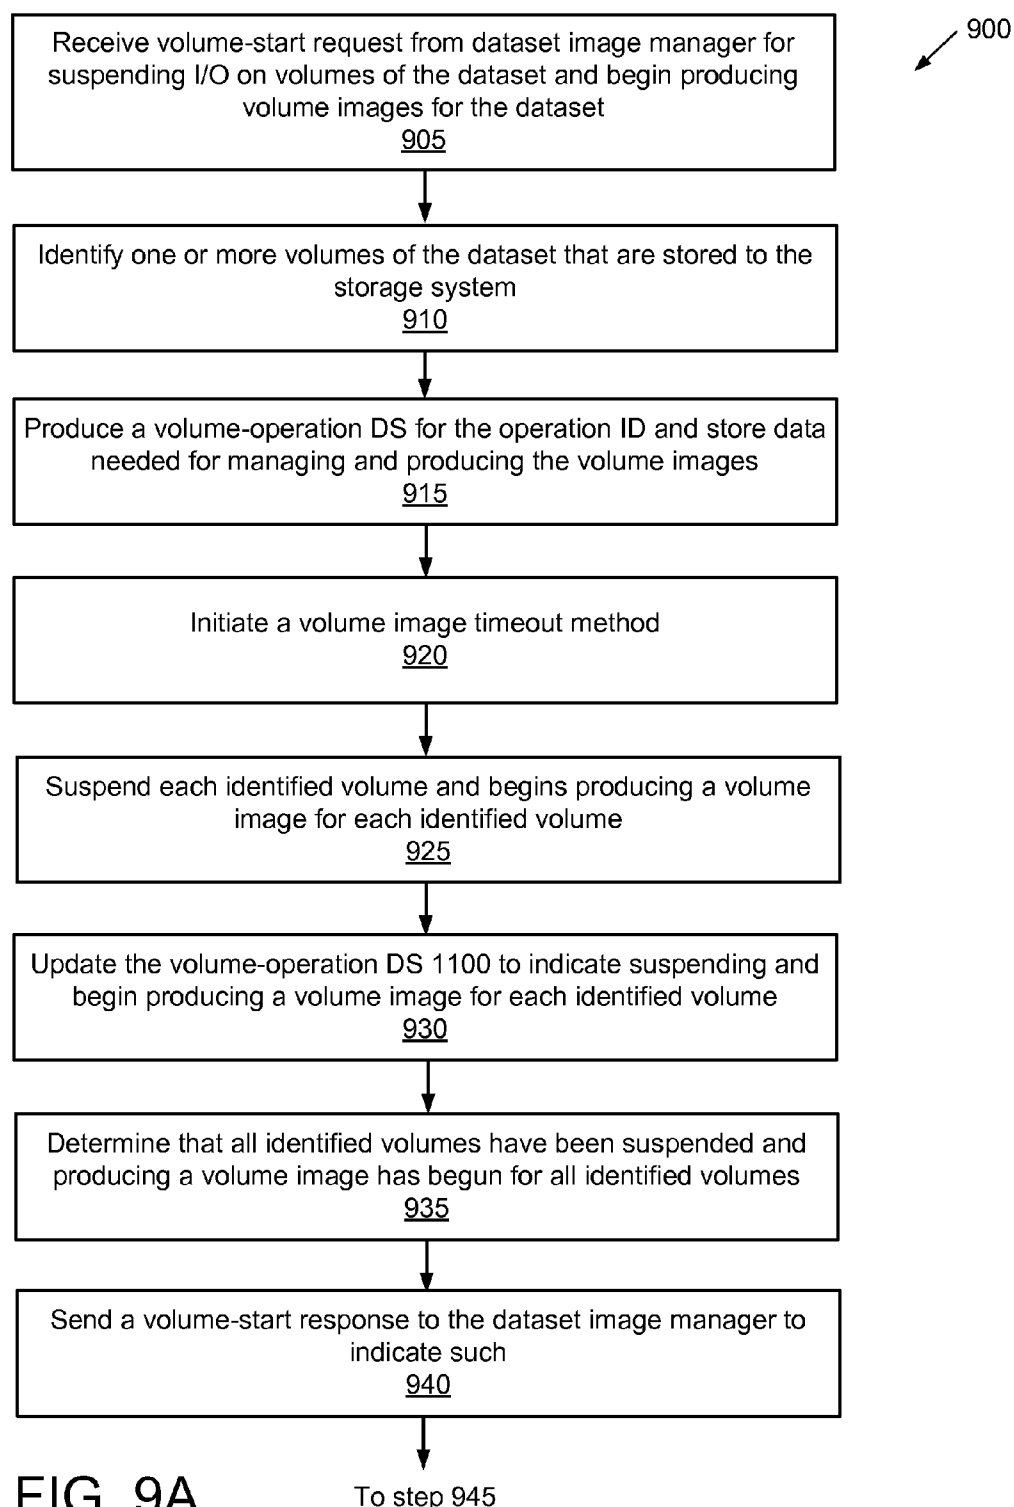 900
Receive volume-start request from dataset image manager for
suspending I/O on volumes of the dataset and begin producing
volume images for the dataset
905
Identify one or more volumes of the dataset that are stored to the
storage system
910
Produce a volume-operation DS for the operation ID and store data
needed for managing and producing the volume images
915
Initiate a volume image timeout method
920
Suspend each identified volume and begins producing a volume
image for each identified volume
925
Update the volume-operation DS 1100 to indicate suspending and
begin producing a volume image for each identified volume
930
Determine that all identified volumes have been suspended and
producing a volume image has begun for all identified volumes
935
Send a volume-start response to the dataset image manager to
indicate such
940
To step 945
FIG. 9A